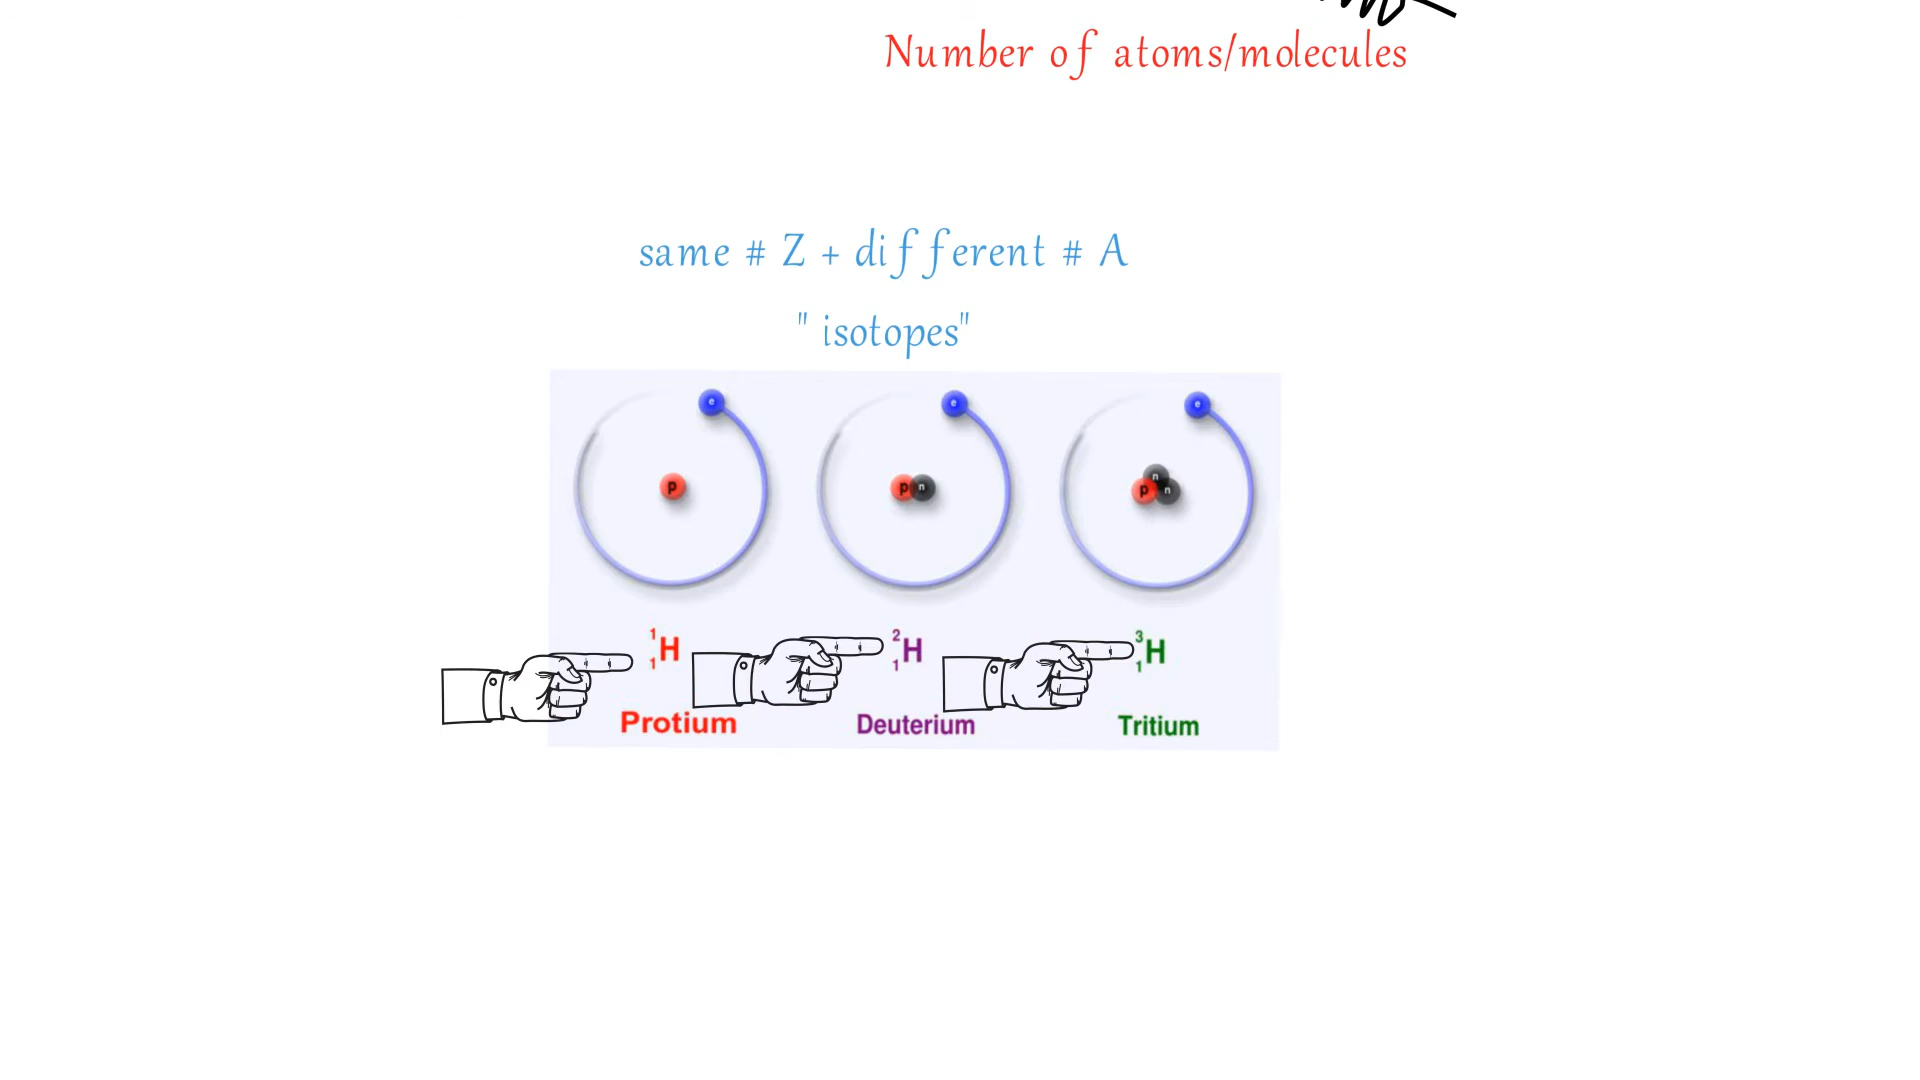 Number of atoms/molecules
same # Z + different # A
" isotopes"
e e e
p p n p n n
1 1 H 2 1 H 3 1 H
Protium Deuterium Tritium